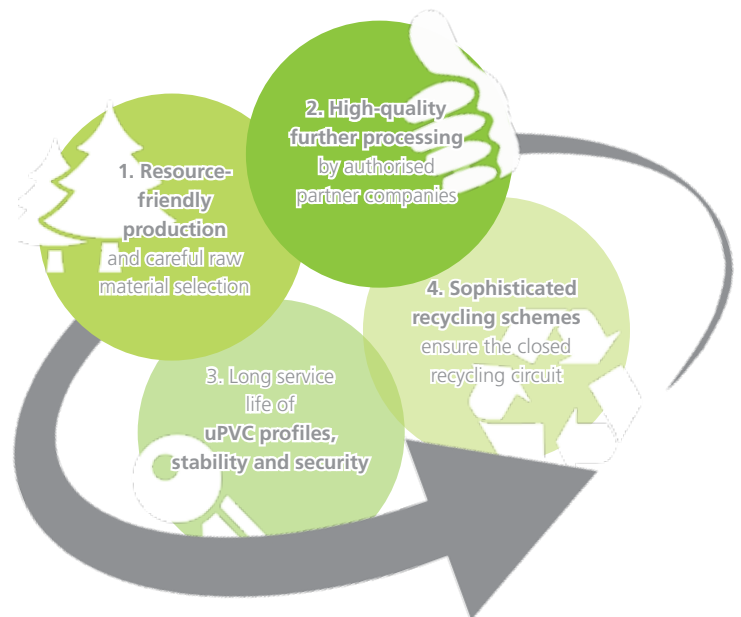 1. Resource-
friendly
production
and careful raw
material selection
2. High-quality
further processing
by authorised
partner companies
3. Long service
life of
uPVC profiles,
stability and security
4. Sophisticated
recycling schemes
ensure the closed
recycling circuit